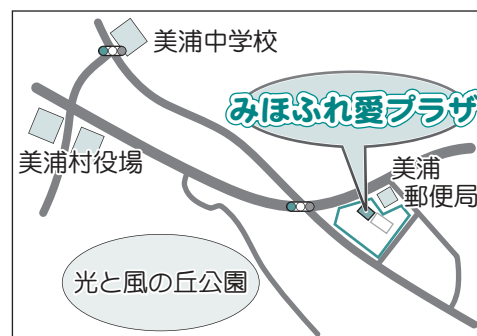 美浦中学校
みほふれ愛プラザ
美浦村役場
美浦
郵便局
光と風の丘公園